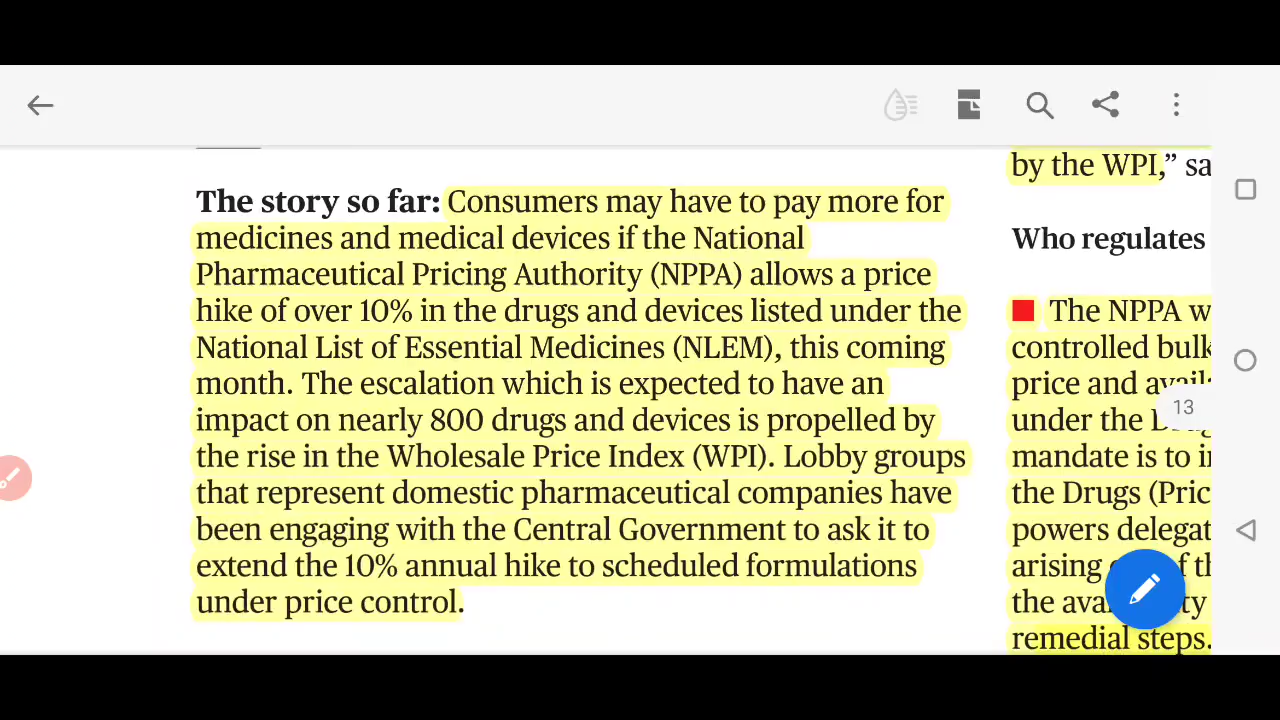 The story so far: Consumers may have to pay more for
medicines and medical devices if the National
Pharmaceutical Pricing Authority (NPPA) allows a price
hike of over 10% in the drugs and devices listed under the
National List of Essential Medicines (NLEM), this coming
month. The escalation which is expected to have an
impact on nearly 800 drugs and devices is propelled by
the rise in the Wholesale Price Index (WPI). Lobby groups
that represent domestic pharmaceutical companies have
been engaging with the Central Government to ask it to
extend the 10% annual hike to scheduled formulations
under price control.
by the WPI,” sa
Who regulates
The NPPA w
controlled bulk
price and
under the
mandate is to
the Drugs (Pric
powers delegat
arising
the
remedial steps.
13